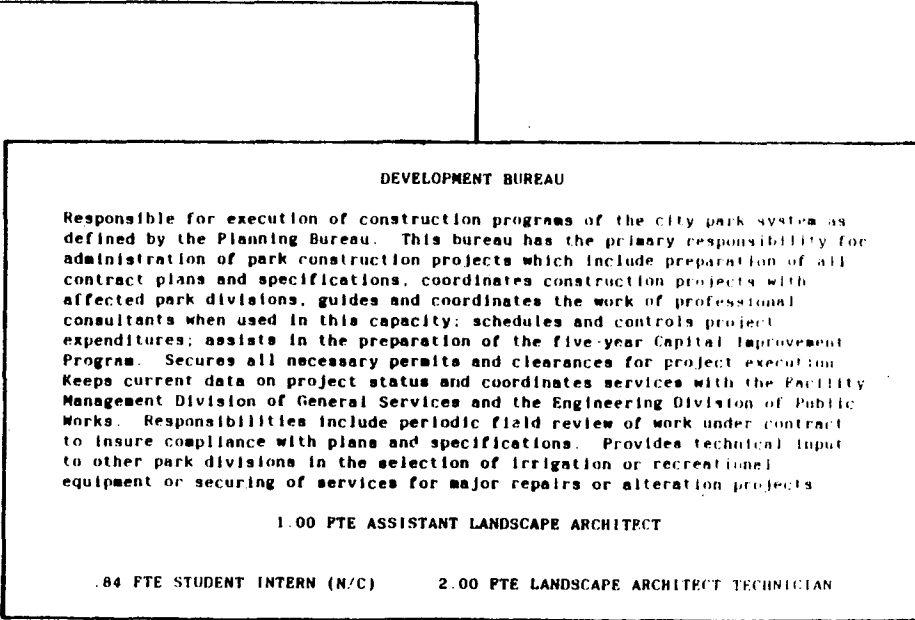 DEVELOPMENT BUREAU
Responsible for execution of construction programs of the city park system as
defined by the Planning Bureau. This bureau has the primary responsibility for
administration of park construction projects which include preparation of all
contract plans and specifications, coordinates construction projects with
affected park divisions, guides and coordinates the work of professional
consultants when used in this capacity; schedules and controls project
expenditures; assists in the preparation of the five-year Capital Improvement
Program. Secures all necessary permits and clearances for project execution
Keeps current data on project status and coordinates services with the Facility
Management Division of General Services and the Engineering Division of Public
Works. Responsibilities include periodic field review of work under contract
to insure compliance with plans and specifications. Provides technical input
to other park divisions in the selection of irrigation or recreational
equipment or securing of services for major repairs or alteration projects
1.00 FTE ASSISTANT LANDSCAPE ARCHITECT
.84 FTE STUDENT INTERN (N/C) 2.00 FTE LANDSCAPE ARCHITECT TECHNICIAN